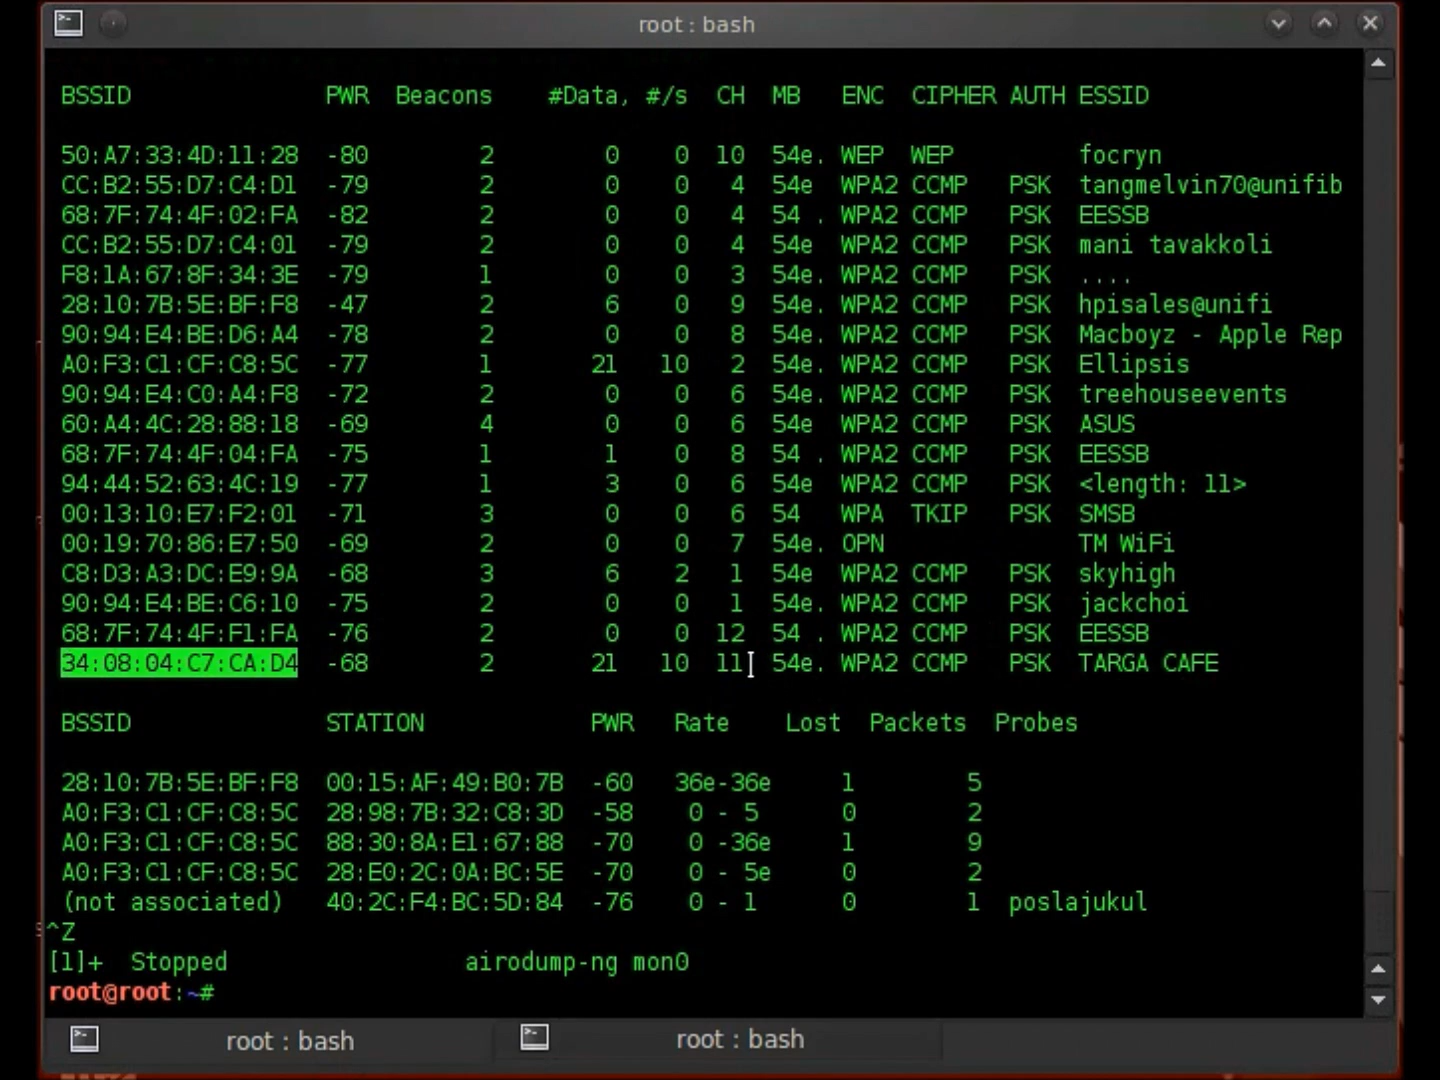 root : bash
BSSID PWR Beacons #Data, #/s CH MB ENC CIPHER AUTH ESSID
50:A7:33:4D:11:28 -80 2 0 0 10 54e. WEP WEP focryn
CC:B2:55:D7:C4:D1 -79 2 0 0 4 54e WPA2 CCMP PSK tangmelvin70@unifib
68:7F:74:4F:02:FA -82 2 0 0 4 54 . WPA2 CCMP PSK EESSB
CC:B2:55:D7:C4:01 -79 2 0 0 4 54e WPA2 CCMP PSK mani tavakkoli
F8:1A:67:8F:34:3E -79 1 0 0 3 54e. WPA2 CCMP PSK ....
28:10:7B:5E:BF:F8 -47 2 6 0 9 54e. WPA2 CCMP PSK hpisales@unifi
90:94:E4:BE:D6:A4 -78 2 0 0 8 54e. WPA2 CCMP PSK Macboyz - Apple Rep
A0:F3:C1:CF:C8:5C -77 1 21 10 2 54e. WPA2 CCMP PSK Ellipsis
90:94:E4:C0:A4:F8 -72 2 0 0 6 54e. WPA2 CCMP PSK treehouseevents
60:A4:4C:28:88:18 -69 4 0 0 6 54e WPA2 CCMP PSK ASUS
68:7F:74:4F:04:FA -75 1 1 0 8 54 . WPA2 CCMP PSK EESSB
94:44:52:63:4C:19 -77 1 3 0 6 54e WPA2 CCMP PSK <length: 11>
00:13:10:E7:F2:01 -71 3 0 0 6 54 WPA TKIP PSK SMSB
00:19:70:86:E7:50 -69 2 0 0 7 54e. OPN TM WiFi
C8:D3:A3:DC:E9:9A -68 3 6 2 1 54e. WPA2 CCMP PSK skyhigh
90:94:E4:BE:C6:10 -75 2 0 0 1 54e. WPA2 CCMP PSK jackchoi
68:7F:74:4F:F1:FA -76 2 0 0 12 54 . WPA2 CCMP PSK EESSB
34:08:04:C7:CA:D4 -68 2 21 10 11 54e. WPA2 CCMP PSK TARGA CAFE
BSSID STATION PWR Rate Lost Packets Probes
28:10:7B:5E:BF:F8 00:15:AF:49:B0:7B -60 36e-36e 1 5
A0:F3:C1:CF:C8:5C 28:98:7B:32:C8:3D -58 0 - 5 0 2
A0:F3:C1:CF:C8:5C 88:30:8A:E1:67:88 -70 0 -36e 1 9
A0:F3:C1:CF:C8:5C 28:E0:2C:0A:BC:5E -70 0 - 5e 0 2
(not associated) 40:2C:F4:BC:5D:84 -76 0 - 1 0 1 poslajukul
^Z
[1]+ Stopped airodump-ng mon0
root@root:~#
root : bash
root : bash